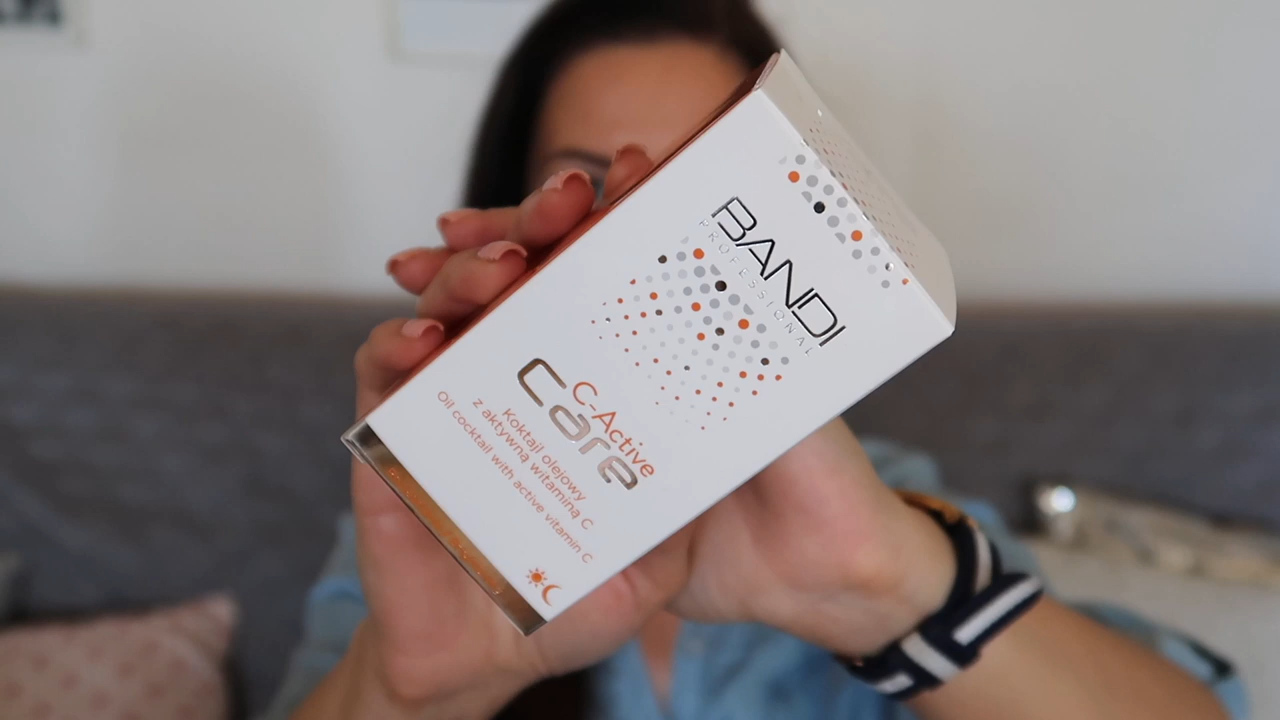 BANDI
PROFESSIONAL
C-Active
Care
Koktajl olejowy
z aktywną witaminą C
Oil cocktail with active vitamin C